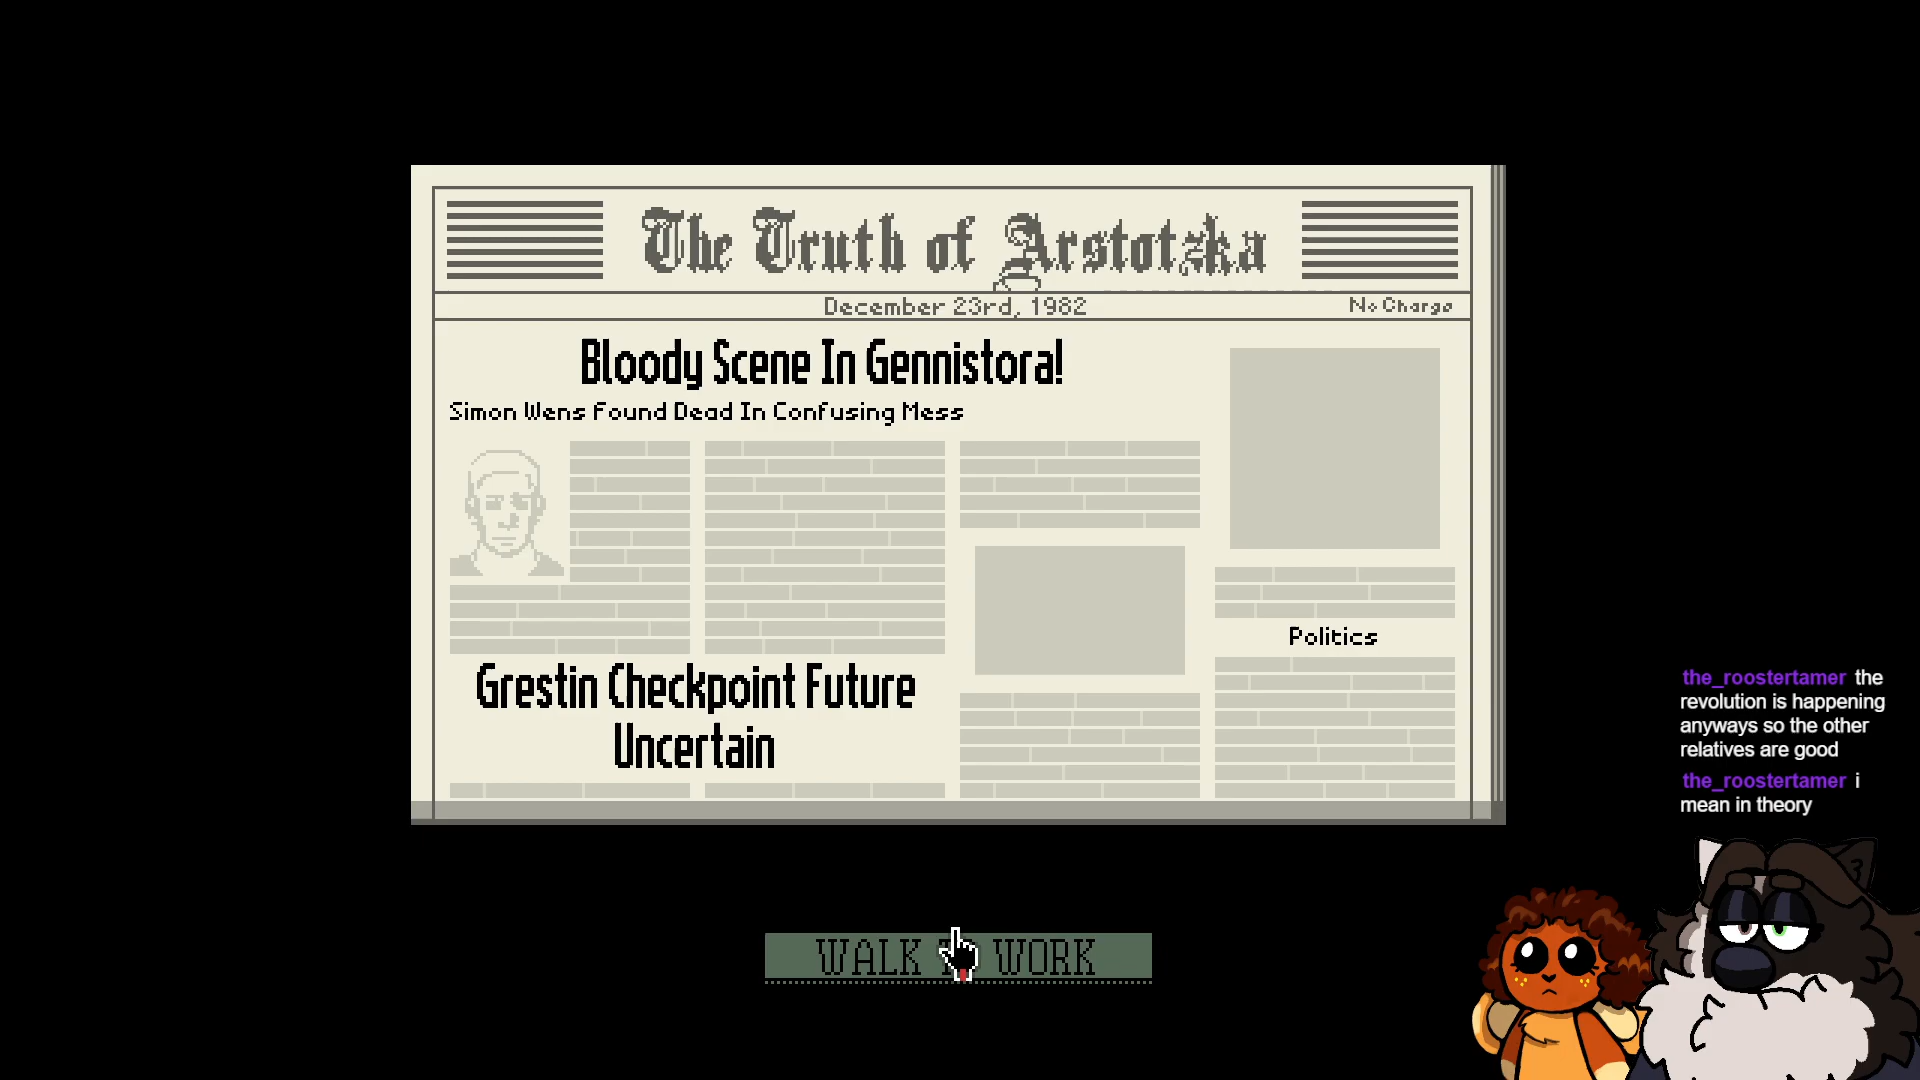 The Truth of Arstotzka
December 23rd, 1982
No Charge
Bloody Scene In Gennistora!
Simon Wens Found Dead In Confusing Mess
Politics
Grestin Checkpoint Future
Uncertain
WALK TO WORK
the_roostertamer the
revolution is happening
anyways so the other
relatives are good
the_roostertamer i
mean in theory